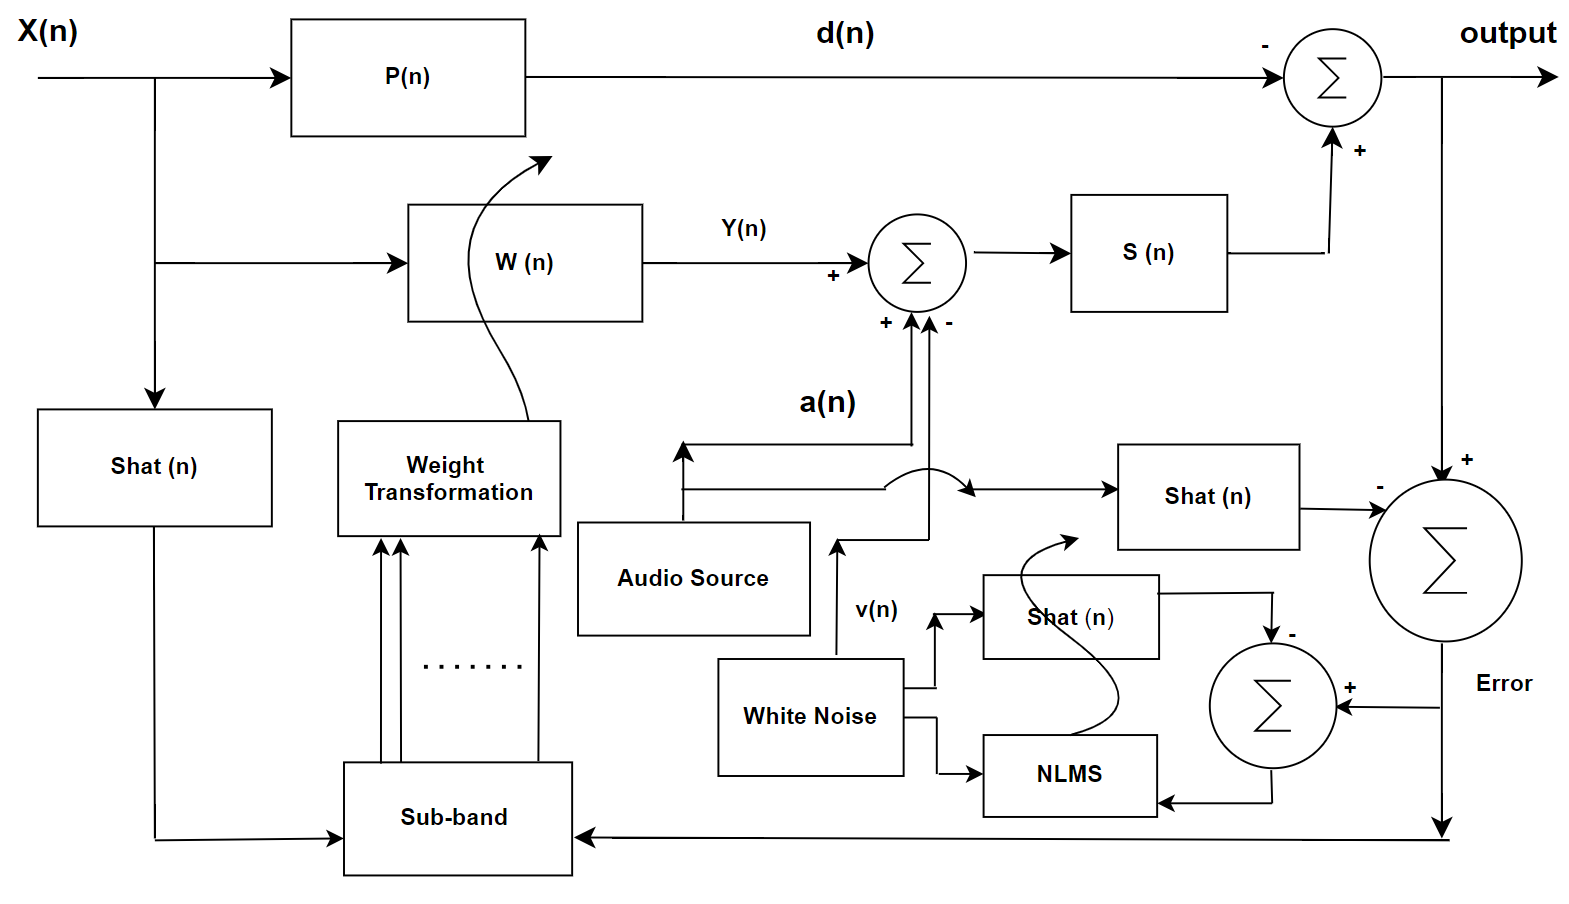 X(n)
d(n)
output
P(n)
-
Σ
+
Y(n)
W (n)
S (n)
Σ
+
+
-
a(n)
Shat (n)
Weight
Transformation
Shat (n)
+
-
Σ
Audio Source
v(n)
Shat (n)
-
White Noise
Σ
+
Error
NLMS
.......
Sub-band